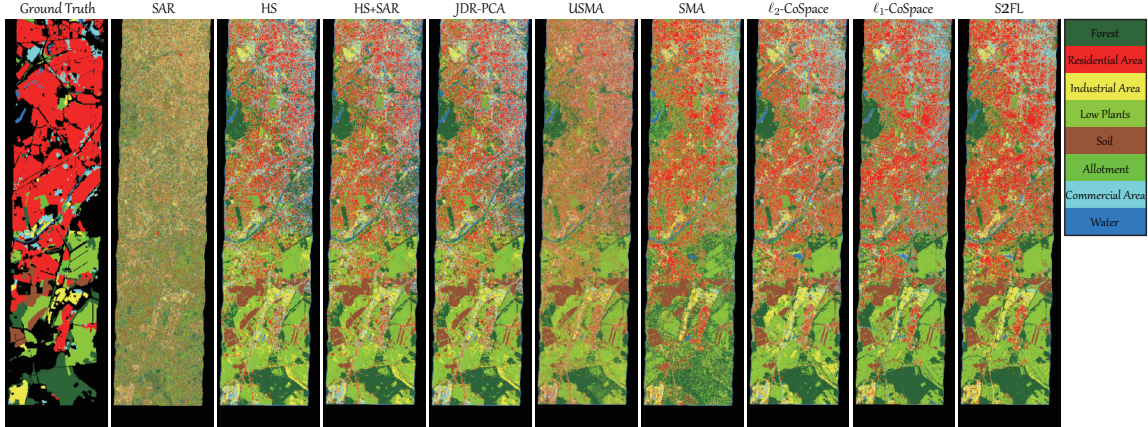 Ground Truth SAR HS HS+SAR JDR-PCA USMA SMA ℓ2-CoSpace ℓ1-CoSpace S2FL
Forest
Residential Area
Industrial Area
Low Plants
Soil
Allotment
Commercial Area
Water